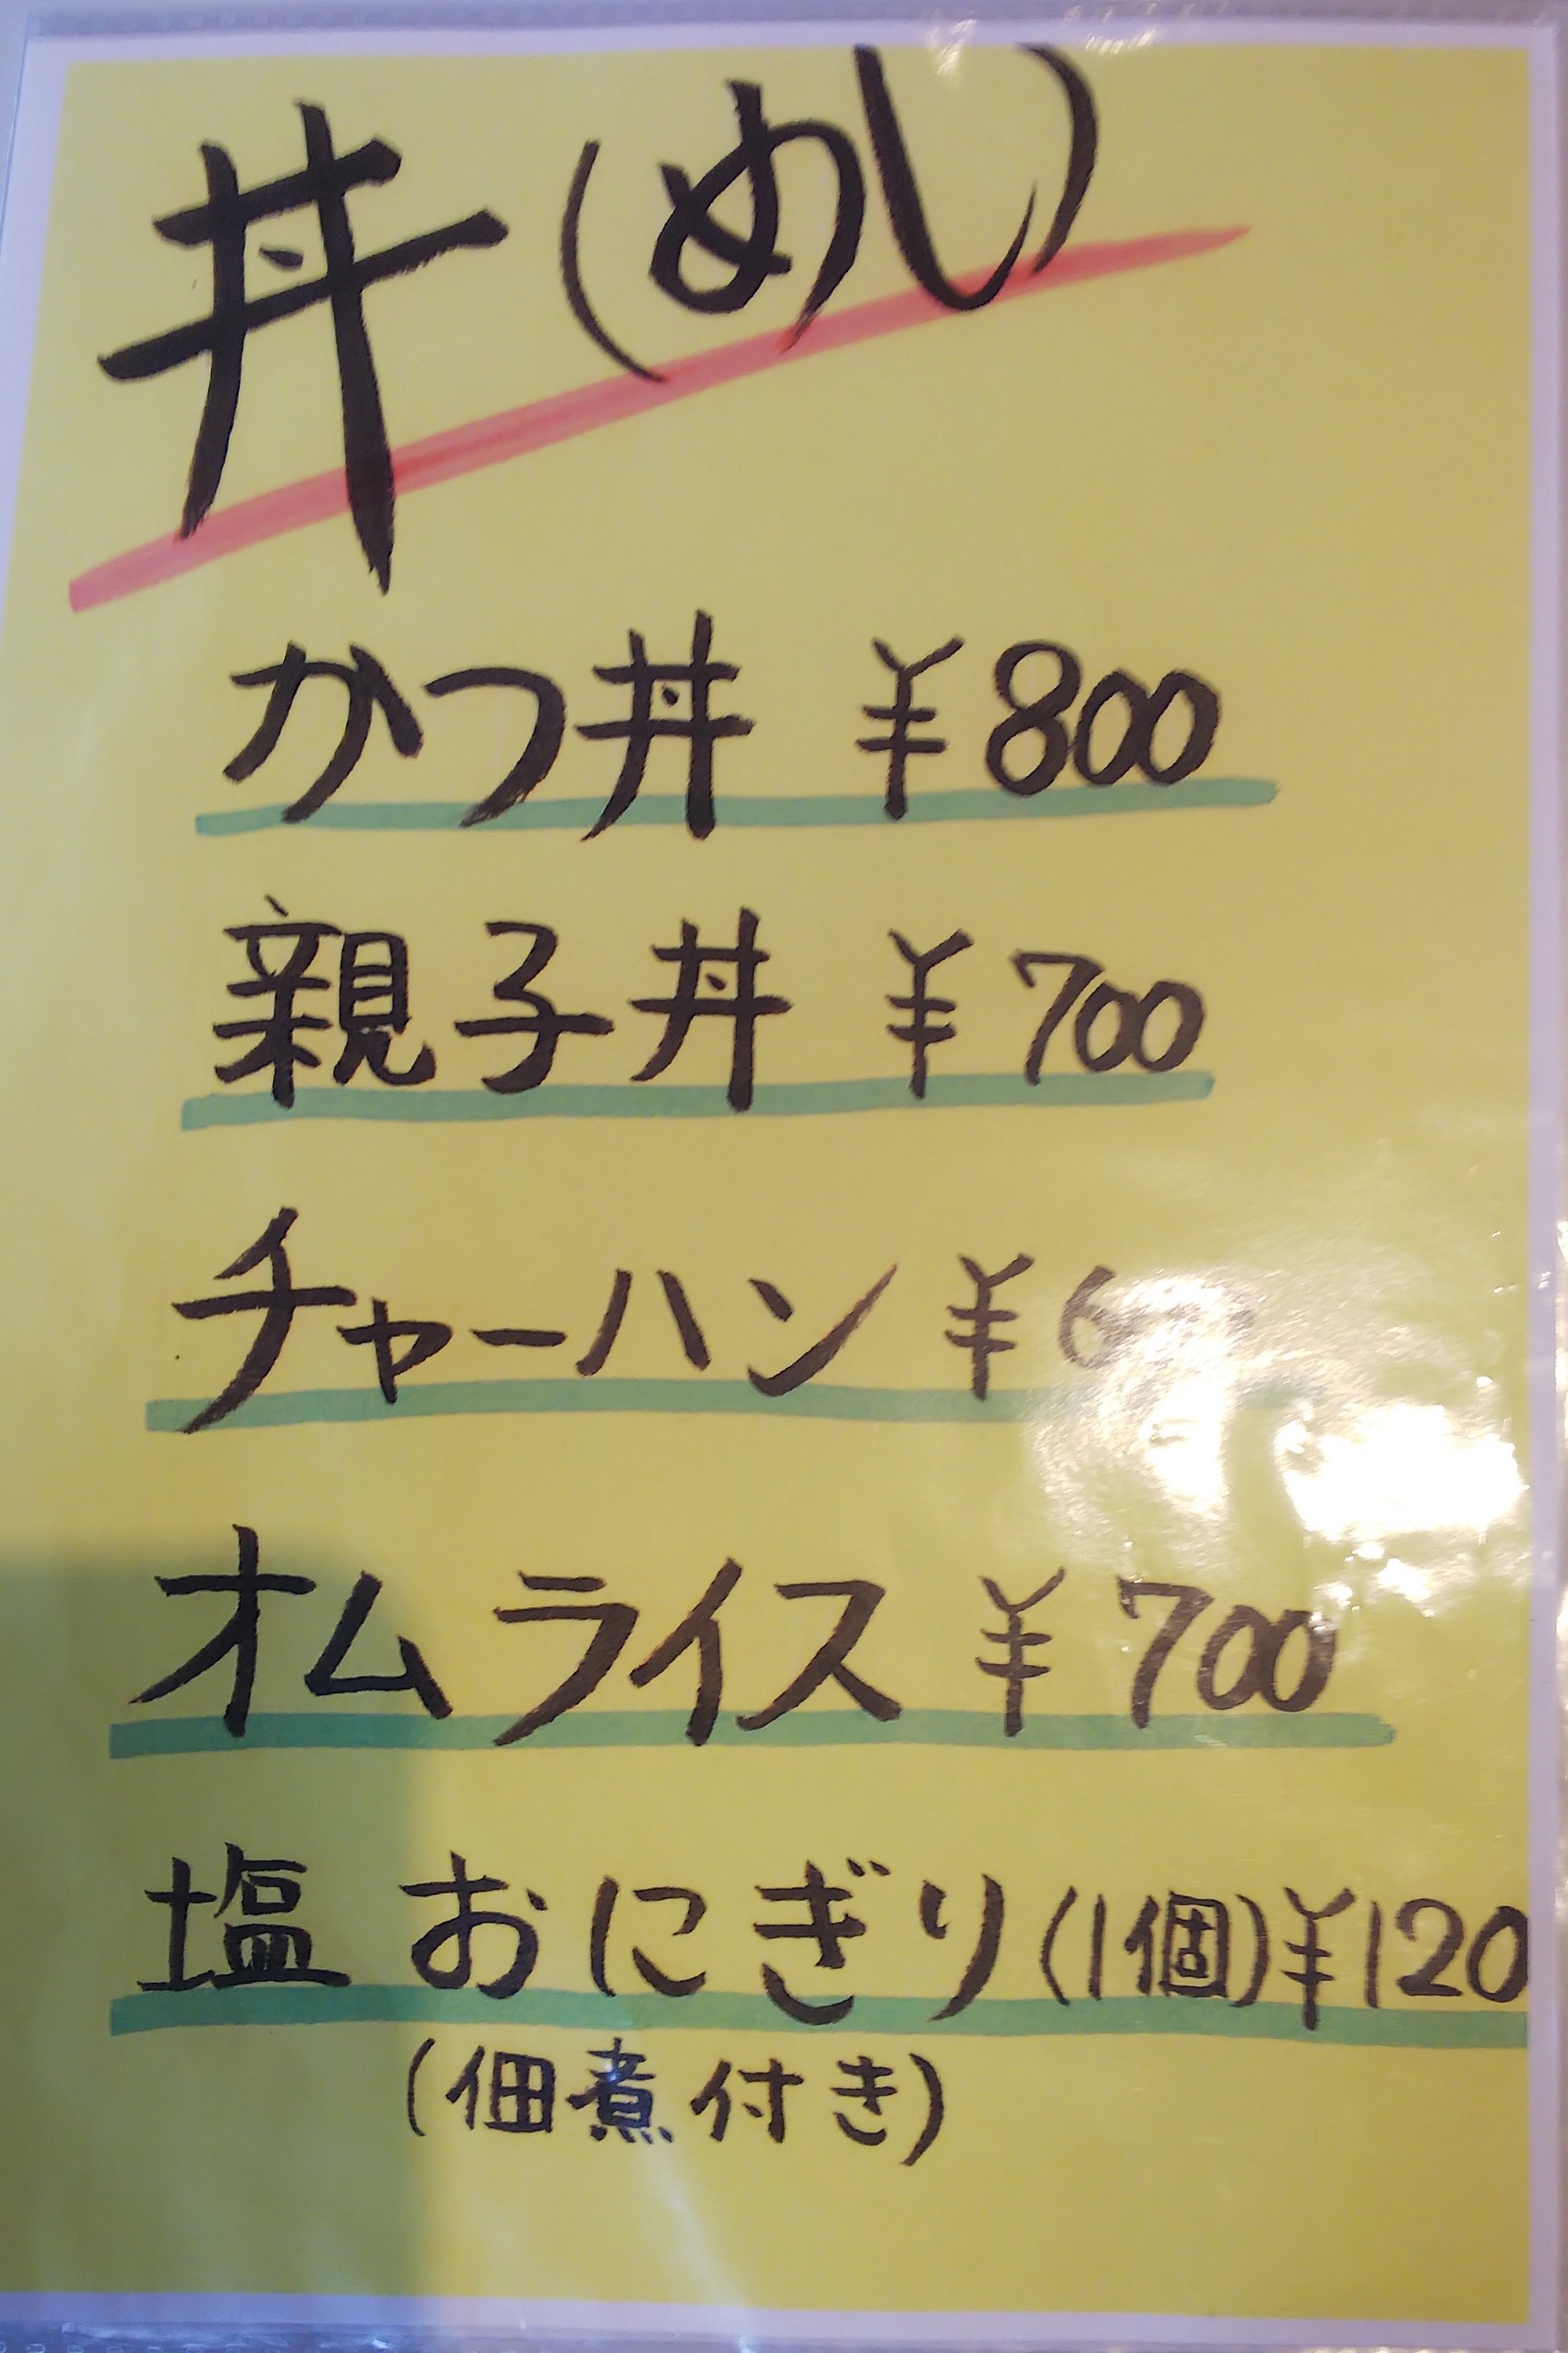 丼(めし)
かつ丼 ¥800
親子丼 ¥700
チャーハン ¥6
オムライス ¥700
塩おにぎり(1個)¥120
(佃煮付き)